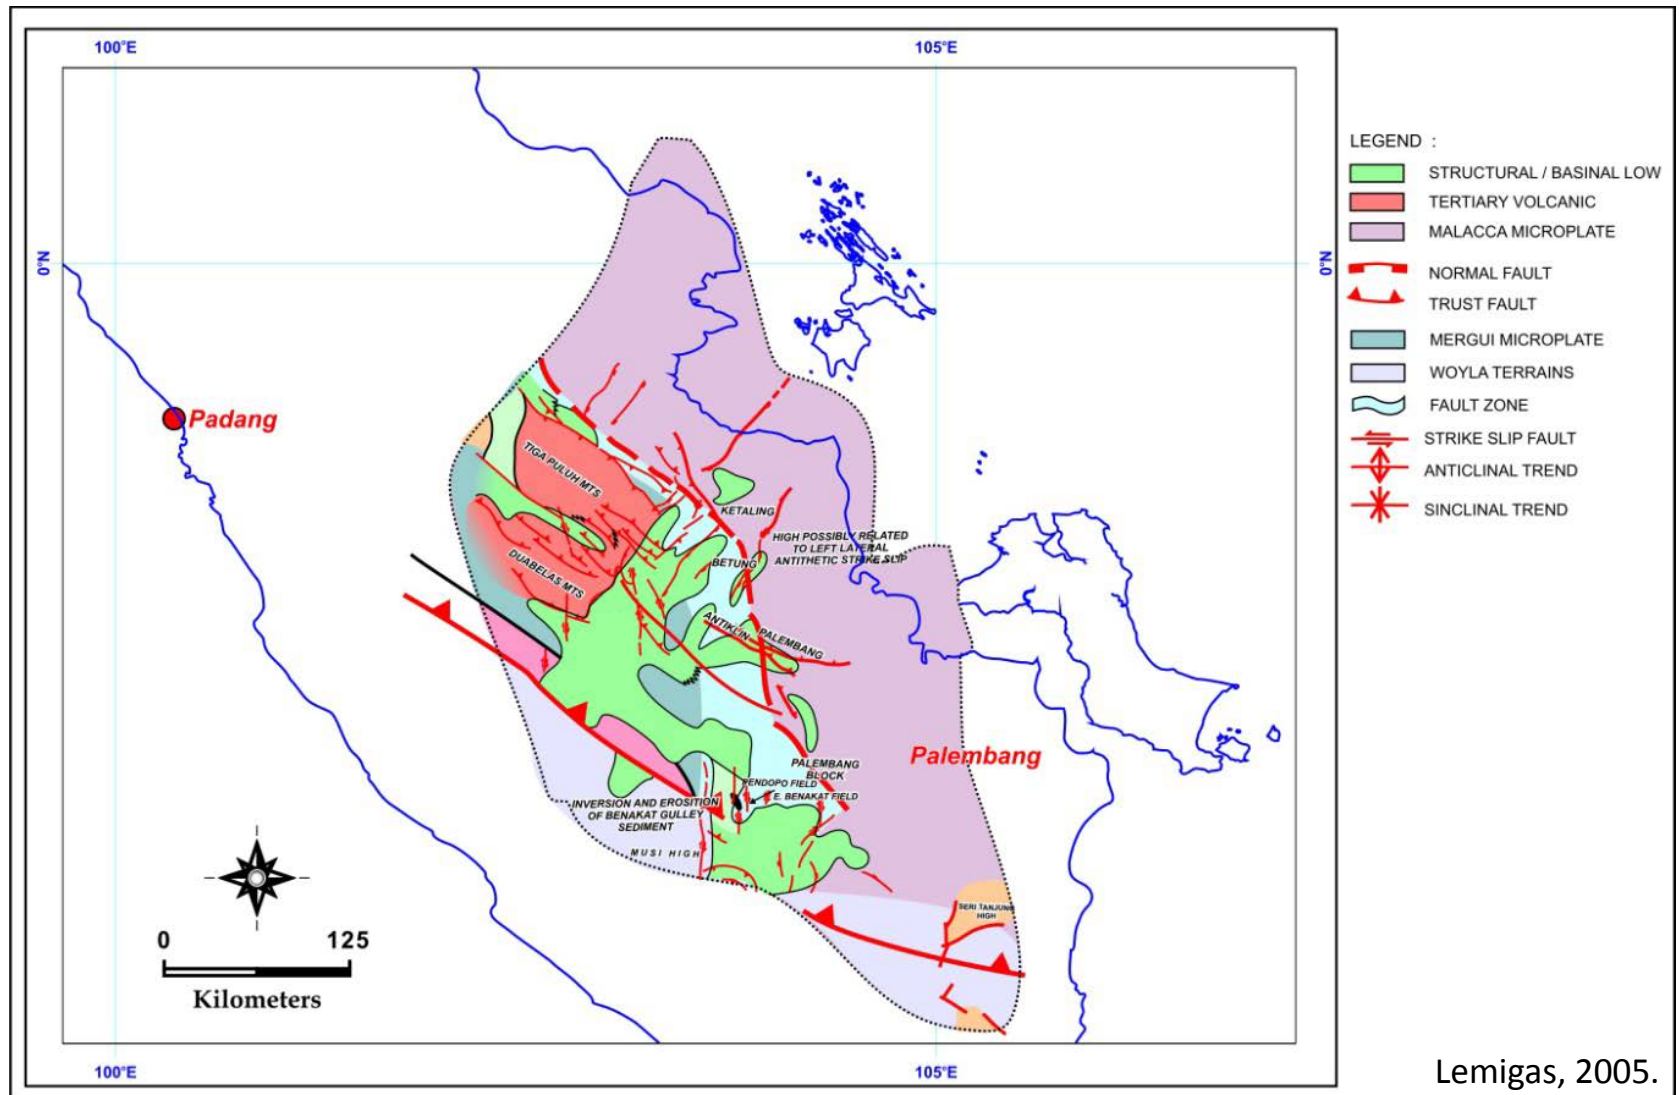 100°E
105°E
0°N
0°N
Padang
TIGA PULUH MTS
DUABELAS MTS
KETALING
HIGH POSSIBLY RELATED
TO LEFT LATERAL
ANTITHETIC STRIKE SLIP
BETUNG
ANTIKLIN PALEMBANG
Palembang
PALEMBANG
BLOCK
PENDOPO FIELD
E. BENAKAT FIELD
INVERSION AND EROSITION
OF BENAKAT GULLEY
SEDIMENT
MUSI HIGH
SERI TANJUNG
HIGH
0
125
Kilometers
100°E
105°E
LEGEND :
STRUCTURAL / BASINAL LOW
TERTIARY VOLCANIC
MALACCA MICROPLATE
NORMAL FAULT
TRUST FAULT
MERGUI MICROPLATE
WOYLA TERRAINS
FAULT ZONE
STRIKE SLIP FAULT
ANTICLINAL TREND
SINCLINAL TREND
Lemigas, 2005.